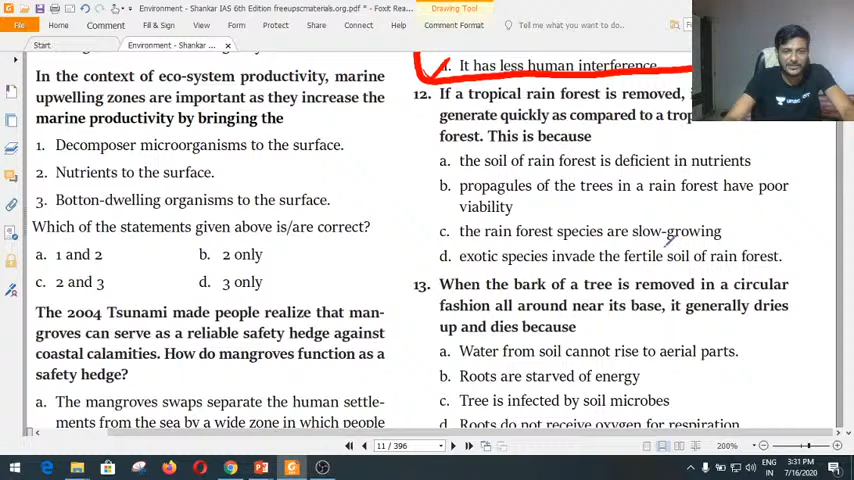 Environment - Shankar IAS 6th Edition freeupscmaterials.org.pdf * - Foxit Rea...
Drawing Tool
File
Home
Comment
Fill & Sign
View
Form
Protect
Share
Connect
Help
Comment Format
Tell me what you want to do...
Start
Environment - Shankar ...
In the context of eco-system productivity, marine
upwelling zones are important as they increase the
marine productivity by bringing the
1. Decomposer microorganisms to the surface.
2. Nutrients to the surface.
3. Botton-dwelling organisms to the surface.
Which of the statements given above is/are correct?
a. 1 and 2
b. 2 only
c. 2 and 3
d. 3 only
The 2004 Tsunami made people realize that man-
groves can serve as a reliable safety hedge against
coastal calamities. How do mangroves function as a
safety hedge?
a. The mangroves swaps separate the human settle-
ments from the sea by a wide zone in which people
It has less human interference
12. If a tropical rain forest is removed,
generate quickly as compared to a
forest. This is because
a. the soil of rain forest is deficient in nutrients
b. propagules of the trees in a rain forest have poor
viability
c. the rain forest species are slow-growing
d. exotic species invade the fertile soil of rain forest.
13. When the bark of a tree is removed in a circular
fashion all around near its base, it generally dries
up and dies because
a. Water from soil cannot rise to aerial parts.
b. Roots are starved of energy
c. Tree is infected by soil microbes
d. Roots do not receive oxygen for respiration
11 / 396
200%
ENG
IN
3:31 PM
7/16/2020